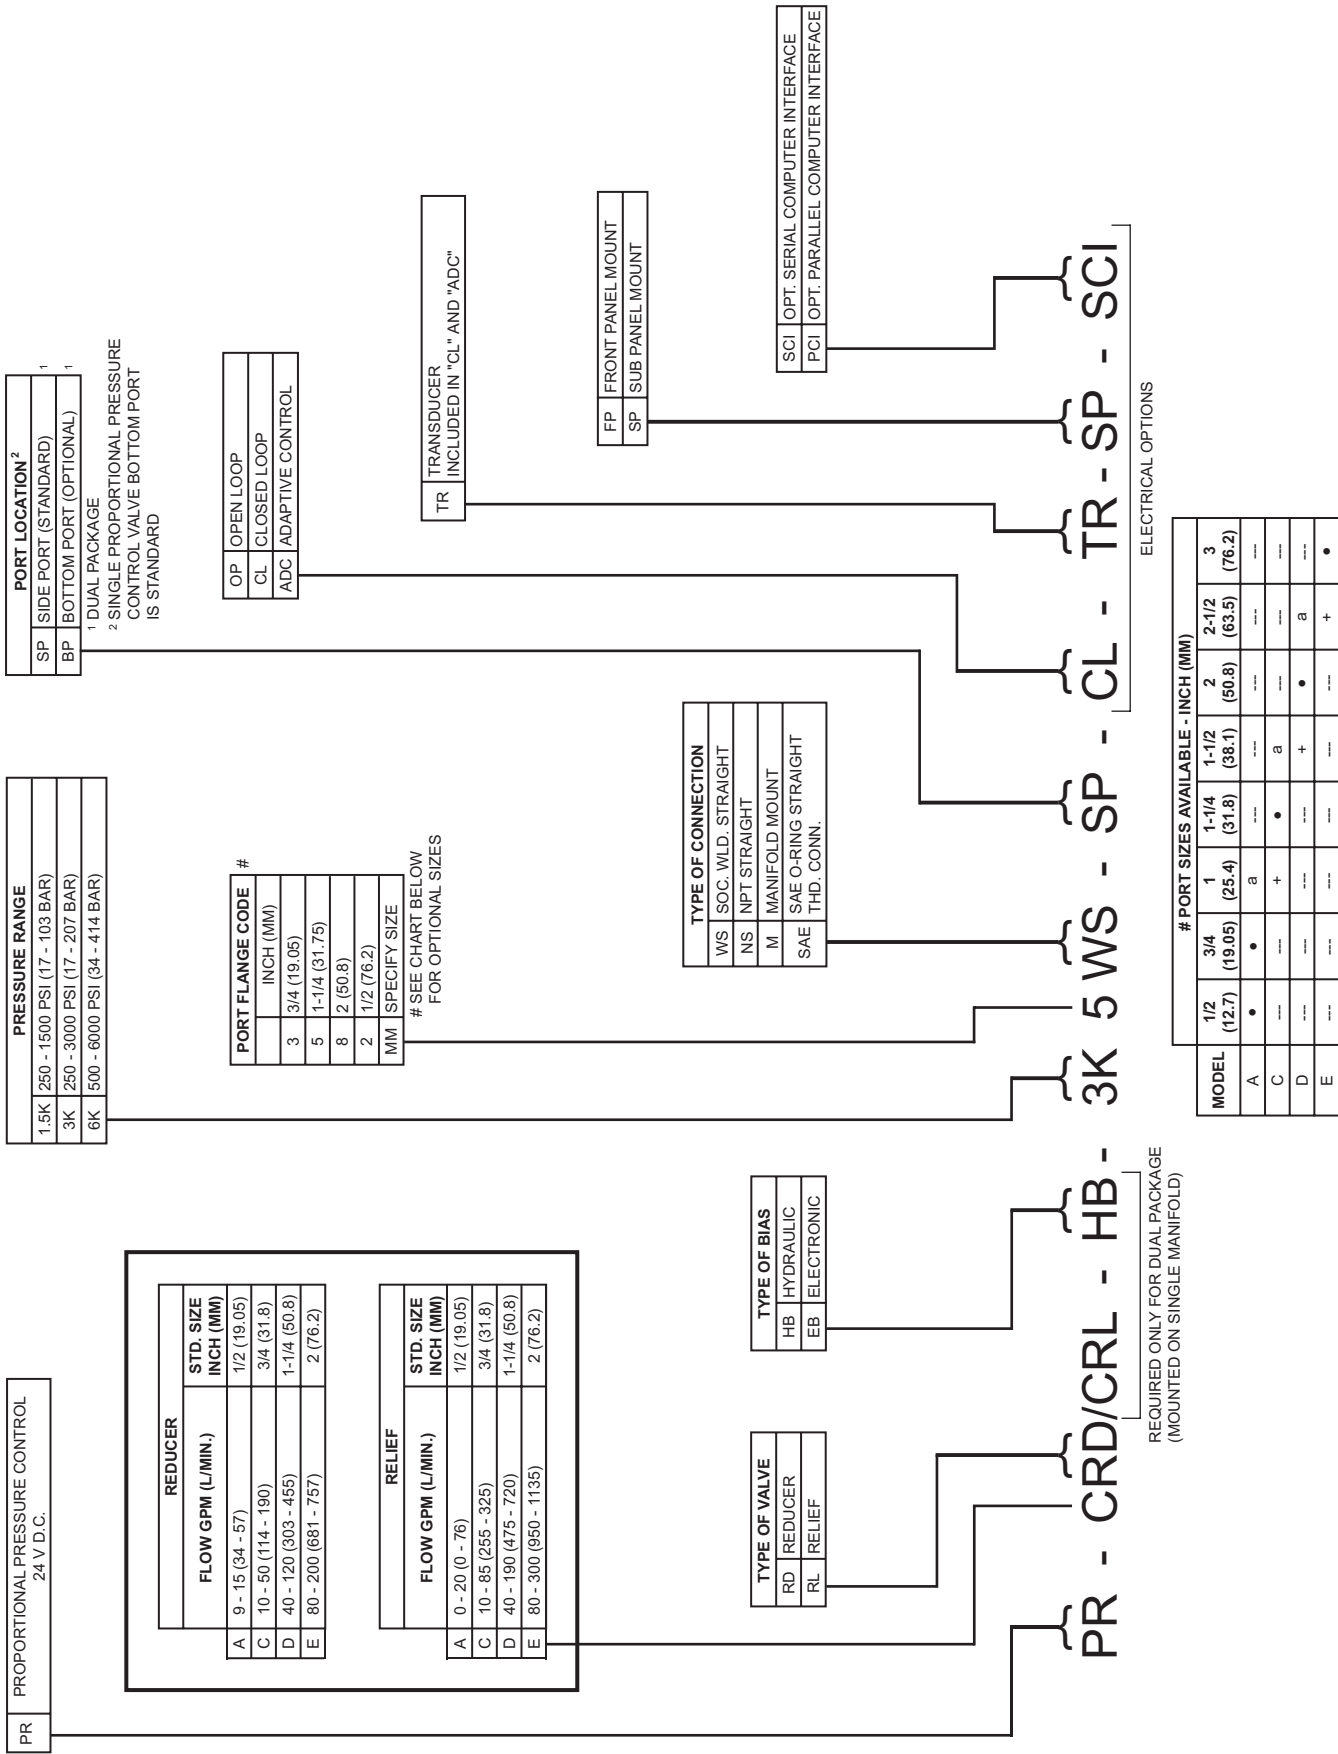 PR PROPORTIONAL PRESSURE CONTROL
24 V D.C.
REDUCER
FLOW GPM (L/MIN.) STD. SIZE
INCH (MM)
A 9 - 15 (34 - 57) 1/2 (19.05)
C 10 - 50 (114 - 190) 3/4 (31.8)
D 40 - 120 (303 - 455) 1-1/4 (50.8)
E 80 - 200 (681 - 757) 2 (76.2)
RELIEF
FLOW GPM (L/MIN.) STD. SIZE
INCH (MM)
A 0 - 20 (0 - 76) 1/2 (19.05)
C 10 - 85 (255 - 325) 3/4 (31.8)
D 40 - 190 (475 - 720) 1-1/4 (50.8)
E 80 - 300 (950 - 1135) 2 (76.2)
TYPE OF VALVE
RD REDUCER
RL RELIEF
TYPE OF BIAS
HB HYDRAULIC
EB ELECTRONIC
PRESSURE RANGE
1.5K 250 - 1500 PSI (17 - 103 BAR)
3K 250 - 3000 PSI (17 - 207 BAR)
6K 500 - 6000 PSI (34 - 414 BAR)
PORT FLANGE CODE #
INCH (MM)
3 3/4 (19.05)
5 1-1/4 (31.75)
8 2 (50.8)
2 1/2 (76.2)
MM SPECIFY SIZE
# SEE CHART BELOW
FOR OPTIONAL SIZES
TYPE OF CONNECTION
WS SOC. WLD. STRAIGHT
NS NPT STRAIGHT
M MANIFOLD MOUNT
SAE SAE O-RING STRAIGHT
THD. CONN.
PORT LOCATION 2
SP SIDE PORT (STANDARD) 1
BP BOTTOM PORT (OPTIONAL) 1
1 DUAL PACKAGE
2 SINGLE PROPORTIONAL PRESSURE
CONTROL VALVE BOTTOM PORT
IS STANDARD
OP OPEN LOOP
CL CLOSED LOOP
ADC ADAPTIVE CONTROL
TR TRANSDUCER
INCLUDED IN "CL" AND "ADC"
FP FRONT PANEL MOUNT
SP SUB PANEL MOUNT
SCI OPT. SERIAL COMPUTER INTERFACE
PCI OPT. PARALLEL COMPUTER INTERFACE
PR - CRD/CRL - HB - 3K 5 WS - SP - CL - TR - SP - SCI
REQUIRED ONLY FOR DUAL PACKAGE
(MOUNTED ON SINGLE MANIFOLD)
ELECTRICAL OPTIONS
# PORT SIZES AVAILABLE - INCH (MM)
MODEL 1/2 3/4 1 1-1/4 1-1/2 2 2-1/2 3
(12.7) (19.05) (25.4) (31.8) (38.1) (50.8) (63.5) (76.2)
A • • a --- --- --- --- ---
C --- --- + • a --- --- ---
D --- --- --- --- + • a ---
E --- --- --- --- --- --- + •